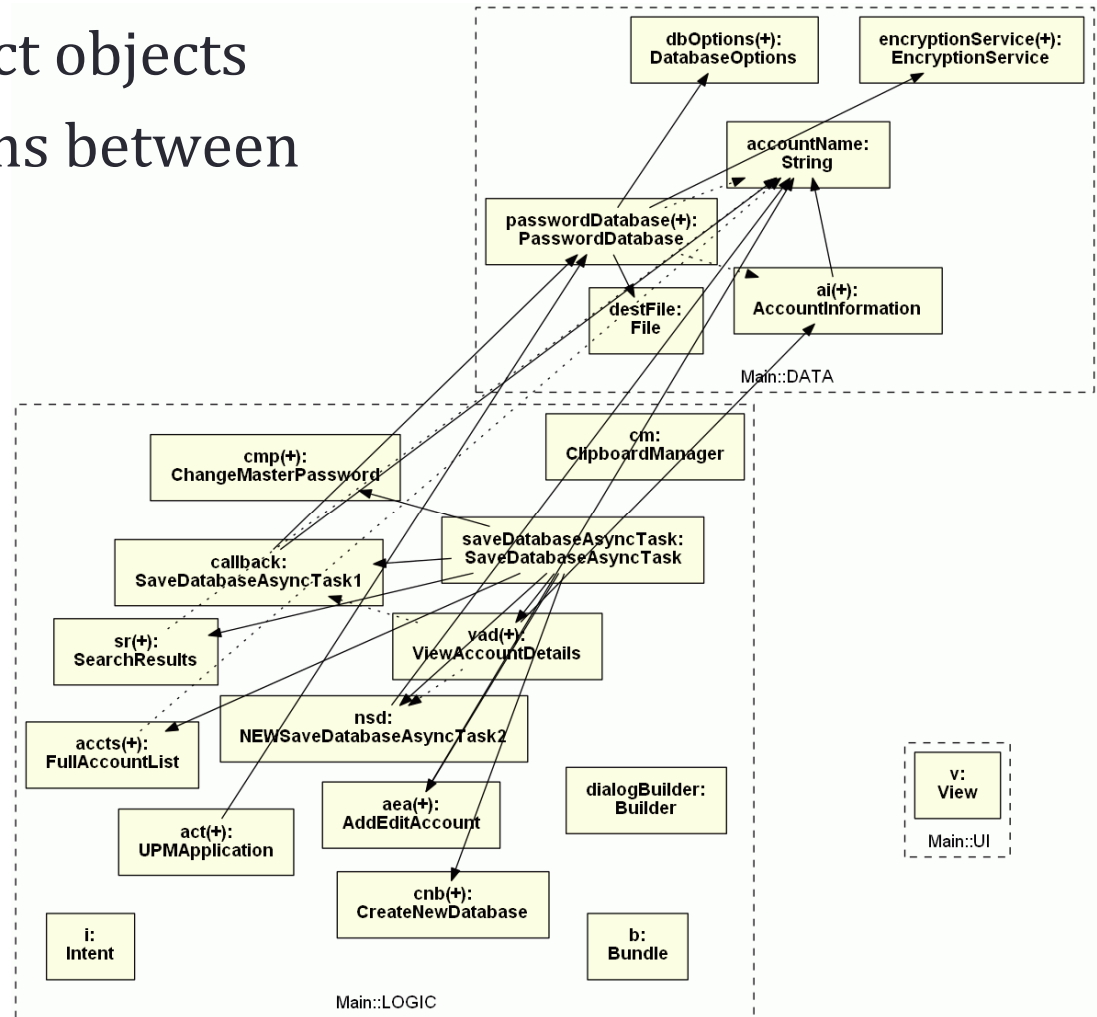 ct objects
ns between
dbOptions(+):
DatabaseOptions
encryptionService(+):
EncryptionService
accountName:
String
passwordDatabase(+):
PasswordDatabase
ai(+):
AccountInformation
destFile:
File
Main::DATA
cmp(+):
ChangeMasterPassword
cm:
ClipboardManager
saveDatabaseAsyncTask:
SaveDatabaseAsyncTask
callback:
SaveDatabaseAsyncTask1
sr(+):
SearchResults
vad(+):
ViewAccountDetails
nsd:
NEWSaveDatabaseAsyncTask2
accts(+):
FullAccountList
aea(+):
AddEditAccount
dialogBuilder:
Builder
v:
View
Main::UI
act(+):
UPMApplication
cnb(+):
CreateNewDatabase
i:
Intent
b:
Bundle
Main::LOGIC